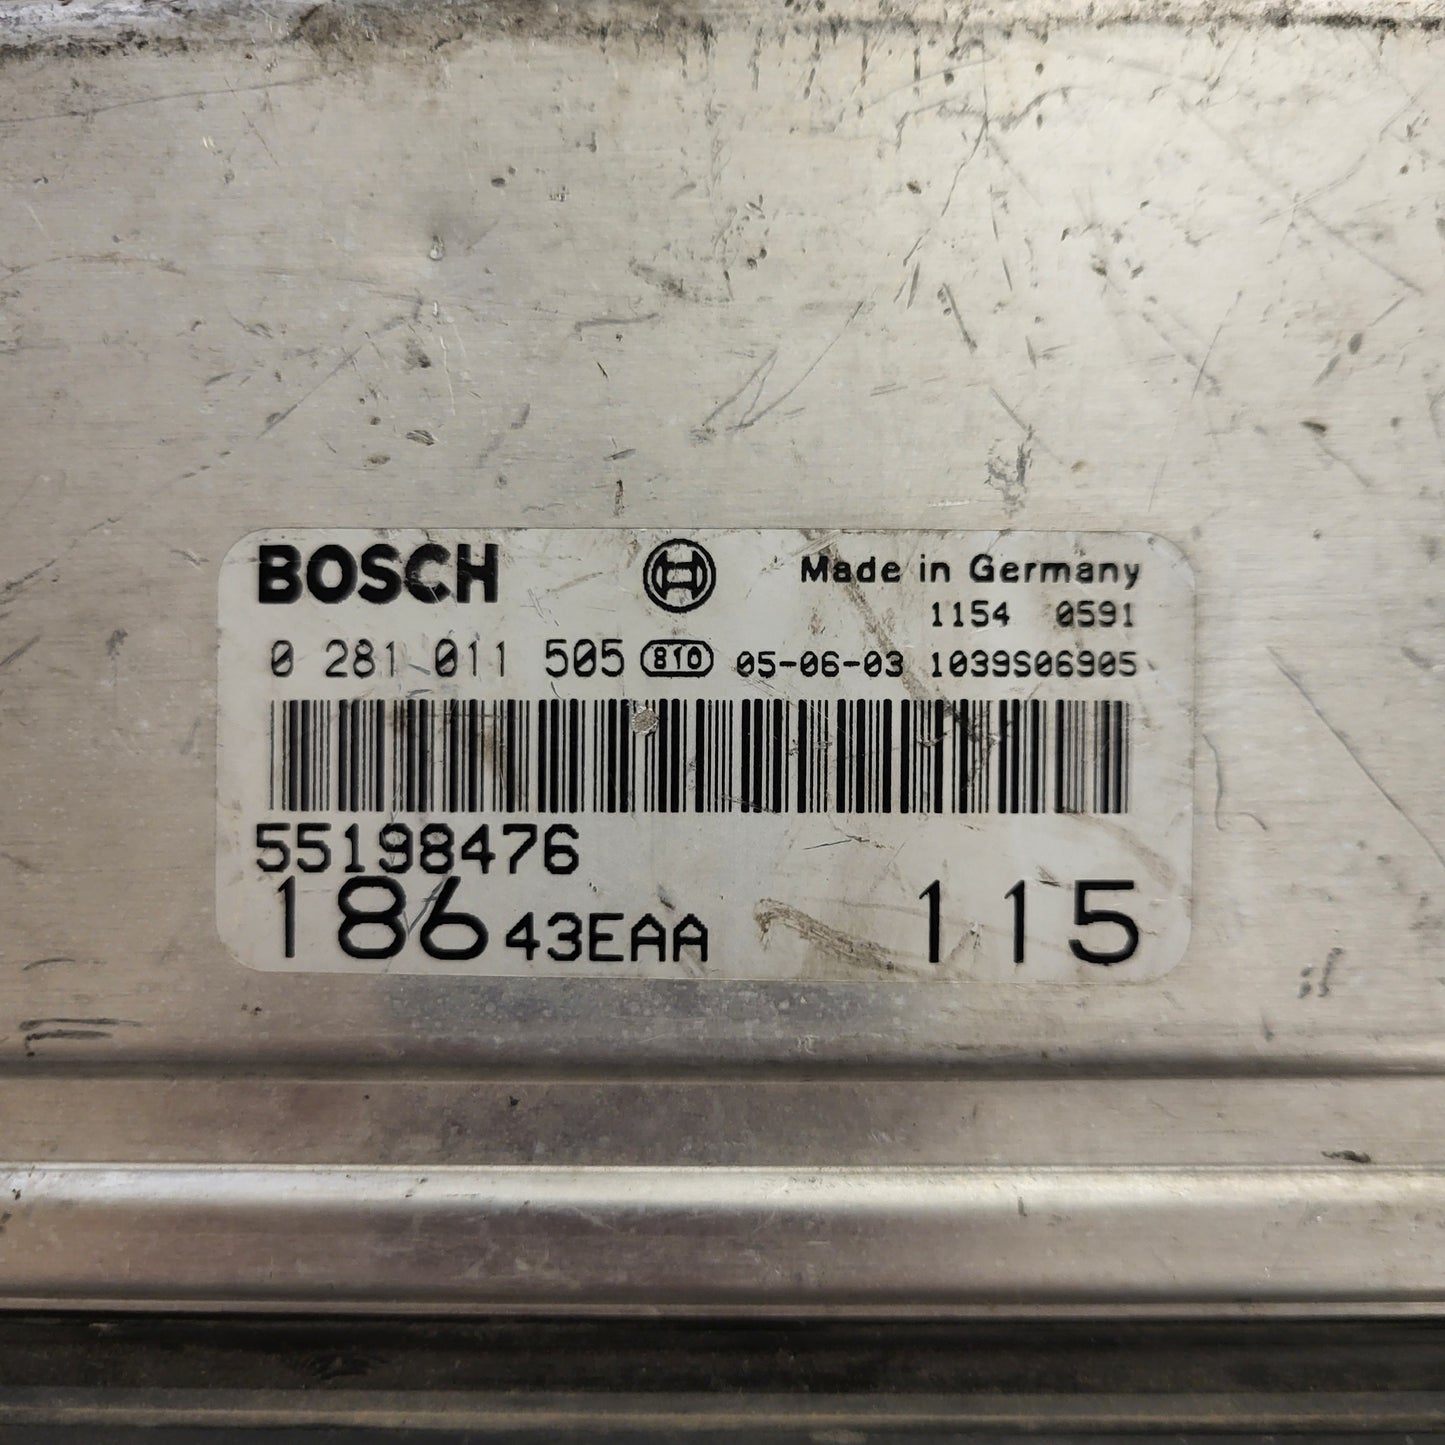 BOSCH Made in Germany
1154 0591
0 281 011 505 810 05-06-03 1039S06905
55198476
186 43EAA 115